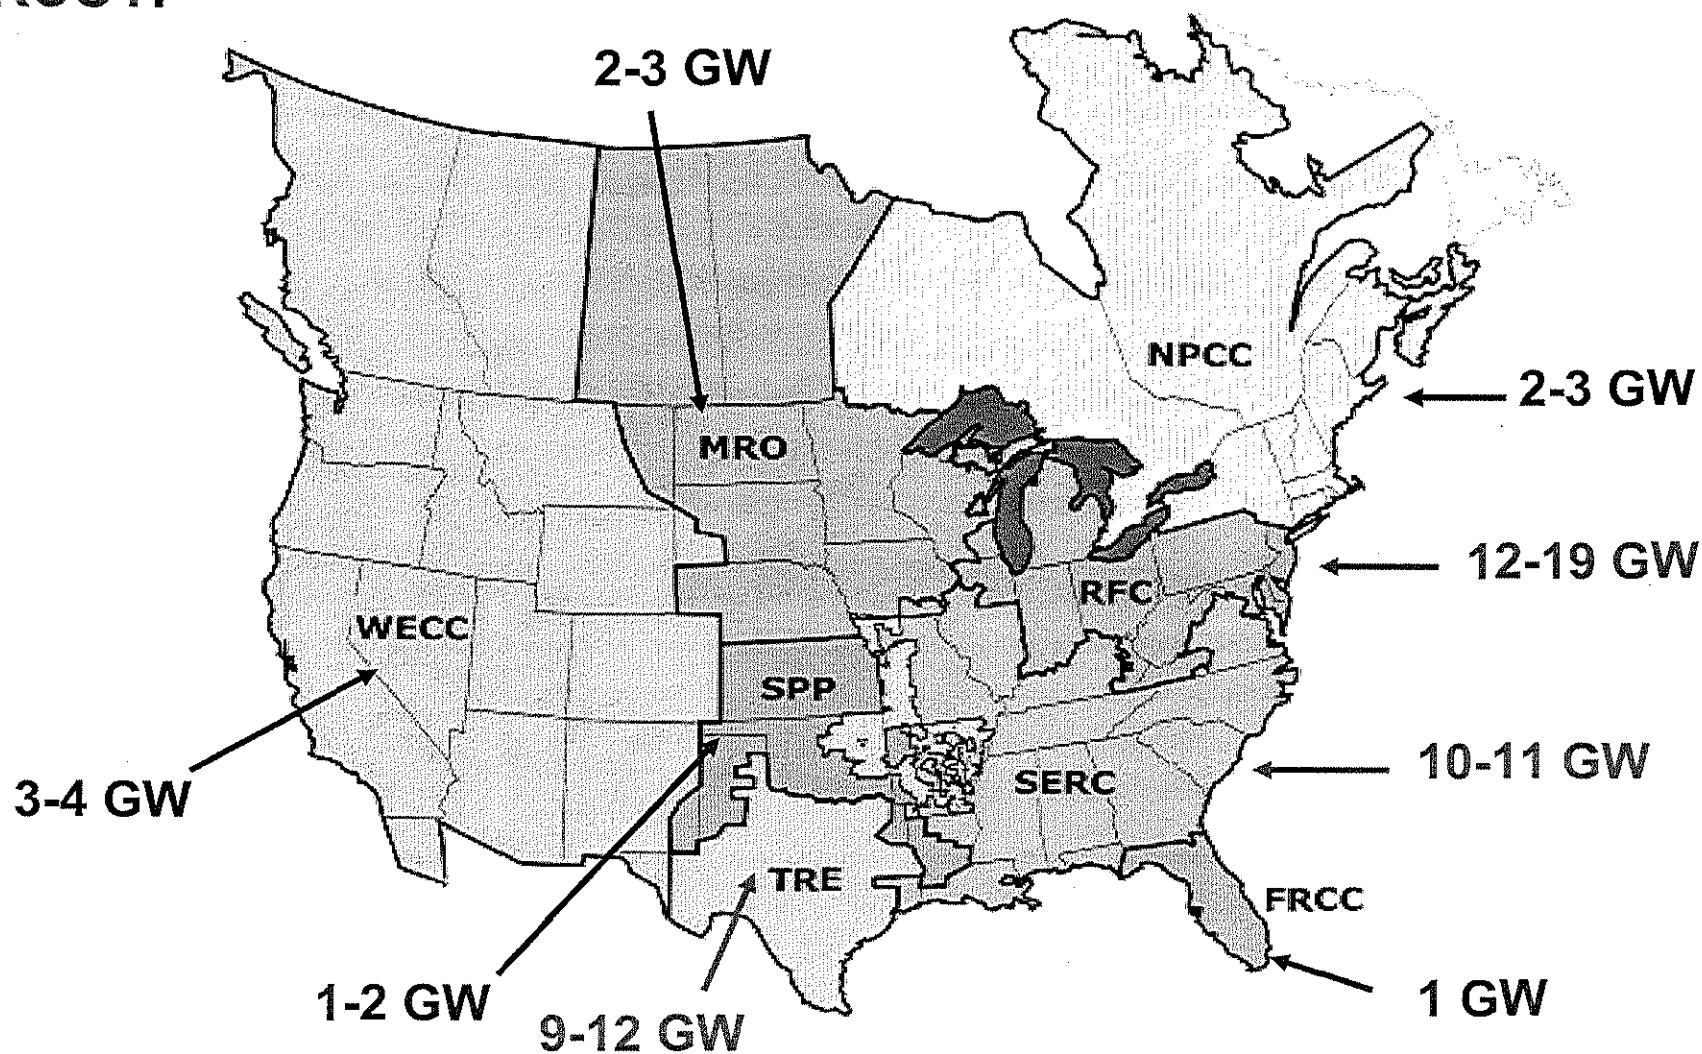 2-3 GW
NPCC
2-3 GW
MRO
12-19 GW
RFC
WECC
SPP
10-11 GW
SERC
3-4 GW
TRE
FRCC
1-2 GW
1 GW
9-12 GW